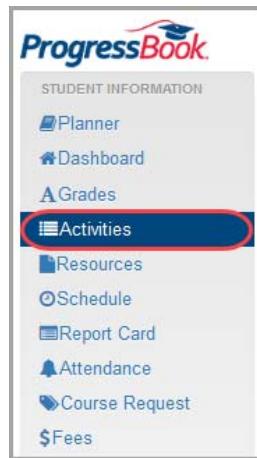 ProgressBook
STUDENT INFORMATION
Planner
Dashboard
Grades
Activities
Resources
Schedule
Report Card
Attendance
Course Request
Fees